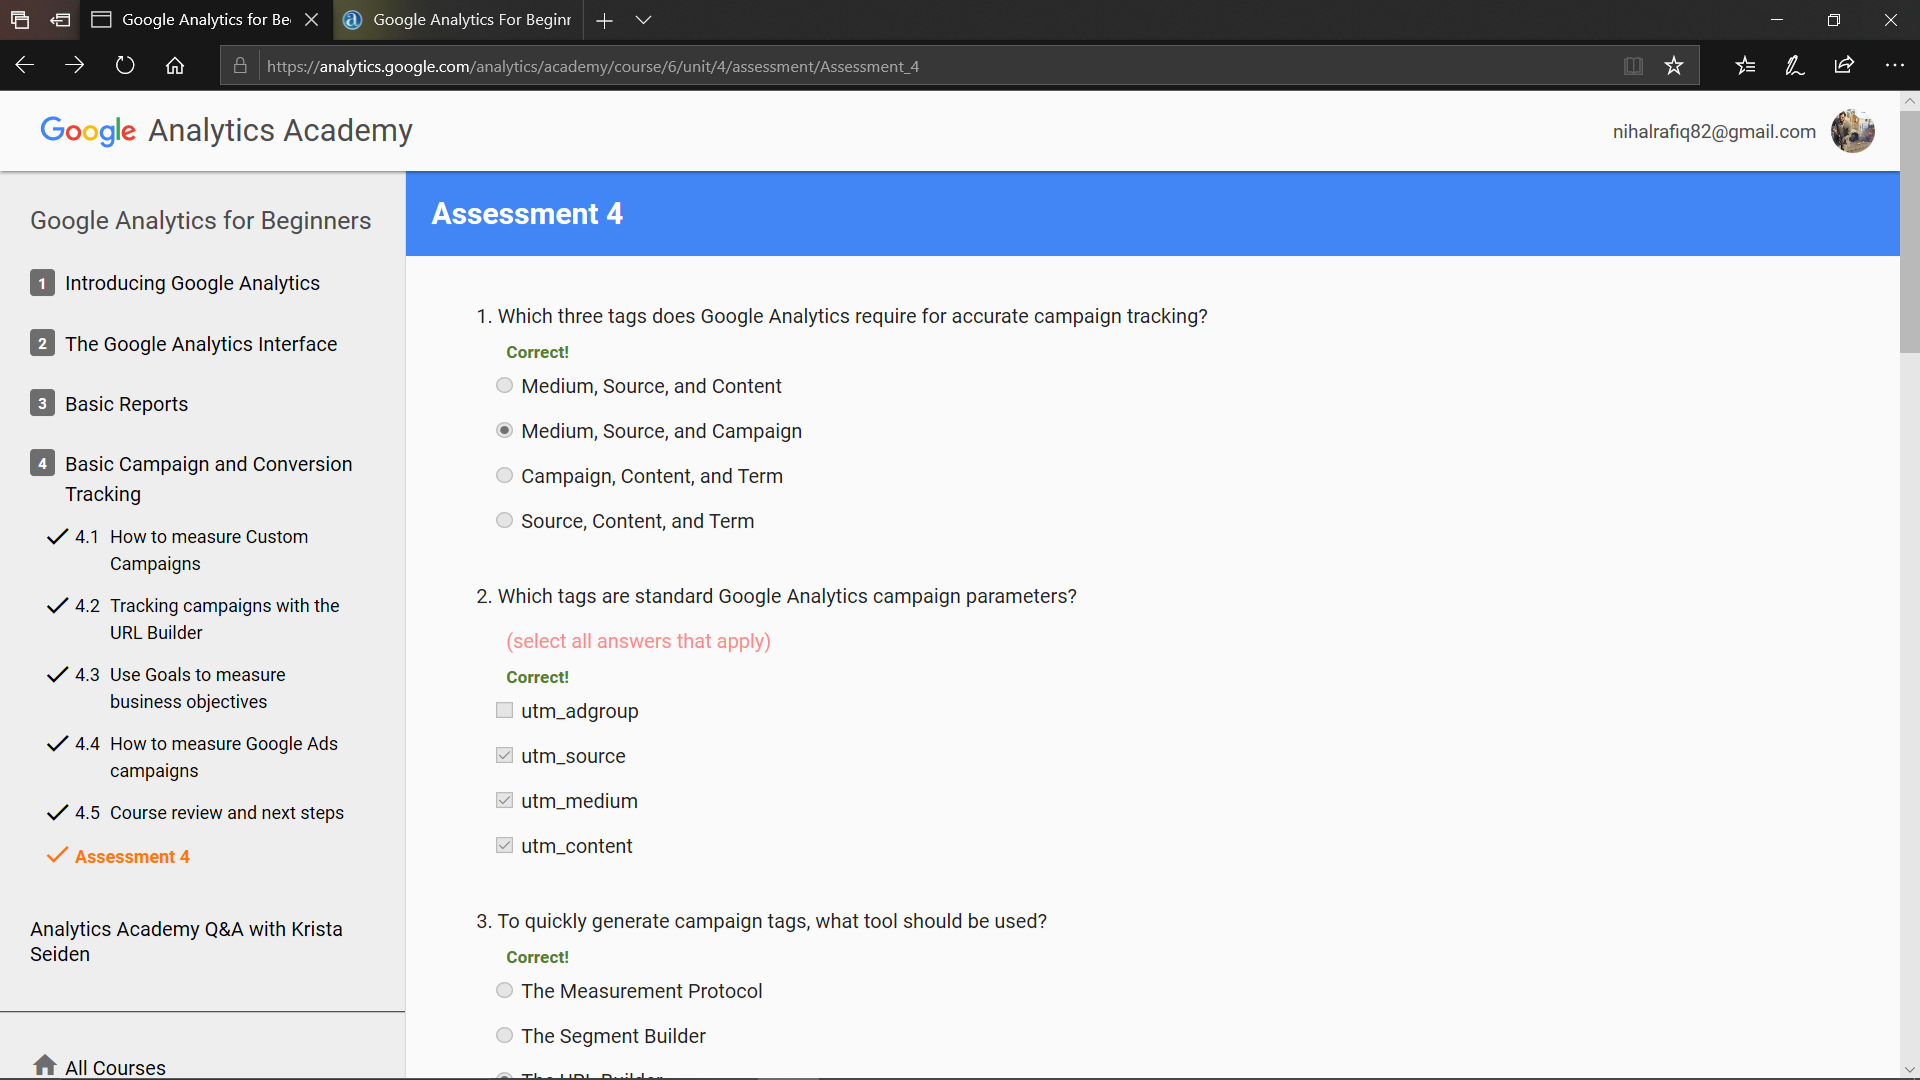 Google Analytics for Be
Google Analytics For Beginn
https://analytics.google.com/analytics/academy/course/6/unit/4/assessment/Assessment_4
Google Analytics Academy
nihalrafiq82@gmail.com
Google Analytics for Beginners
1 Introducing Google Analytics
2 The Google Analytics Interface
3 Basic Reports
4 Basic Campaign and Conversion
Tracking
4.1 How to measure Custom
Campaigns
4.2 Tracking campaigns with the
URL Builder
4.3 Use Goals to measure
business objectives
4.4 How to measure Google Ads
campaigns
4.5 Course review and next steps
Assessment 4
Analytics Academy Q&A with Krista
Seiden
All Courses
Assessment 4
1. Which three tags does Google Analytics require for accurate campaign tracking?
Correct!
Medium, Source, and Content
Medium, Source, and Campaign
Campaign, Content, and Term
Source, Content, and Term
2. Which tags are standard Google Analytics campaign parameters?
(select all answers that apply)
Correct!
utm_adgroup
utm_source
utm_medium
utm_content
3. To quickly generate campaign tags, what tool should be used?
Correct!
The Measurement Protocol
The Segment Builder
The URL Builder